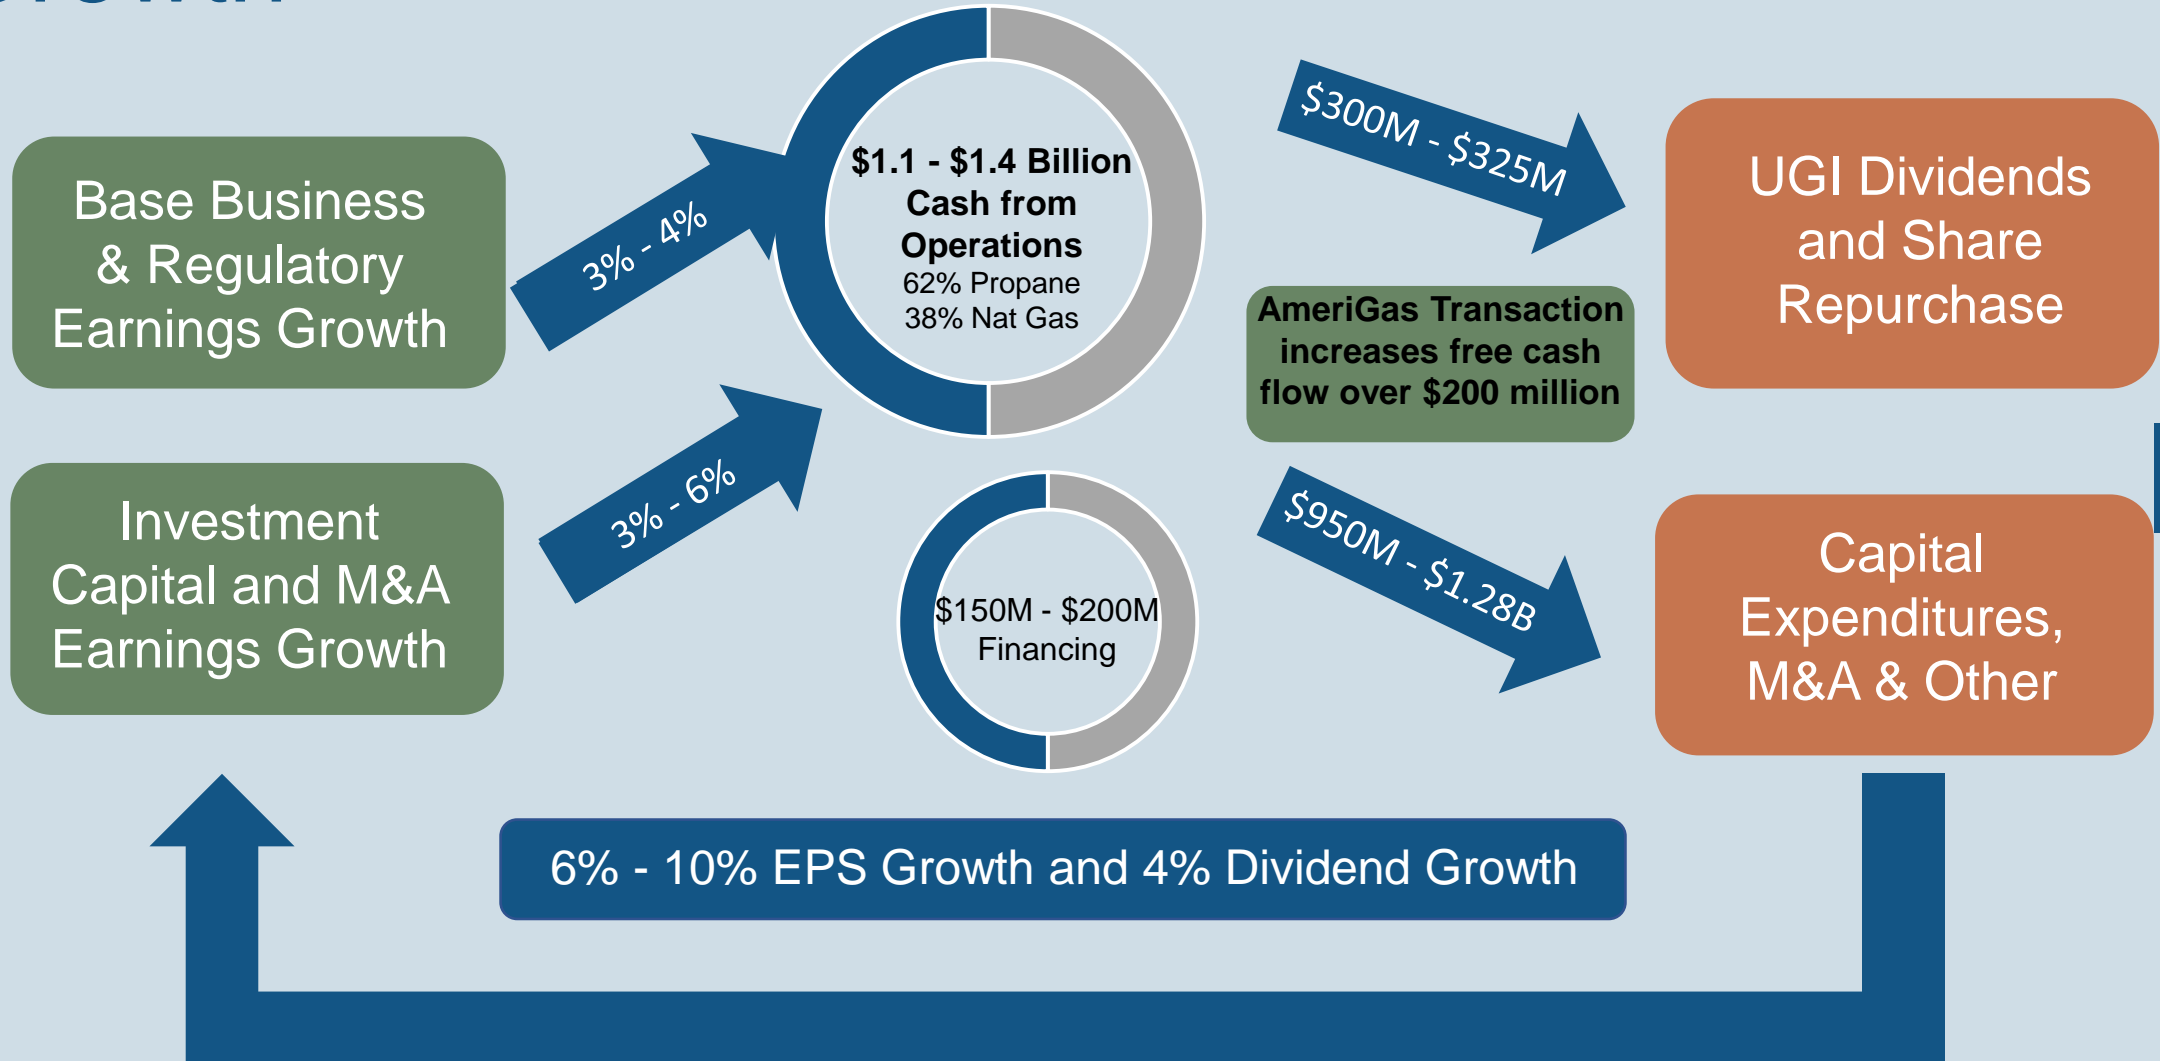 Base Business
& Regulatory
Earnings Growth
3% - 4%
$1.1 - $1.4 Billion
Cash from
Operations
62% Propane
38% Nat Gas
$300M - $325M
UGI Dividends
and Share
Repurchase
AmeriGas Transaction
increases free cash
flow over $200 million
Investment
Capital and M&A
Earnings Growth
3% - 6%
$150M - $200M
Financing
$950M - $1.28B
Capital
Expenditures,
M&A & Other
6% - 10% EPS Growth and 4% Dividend Growth